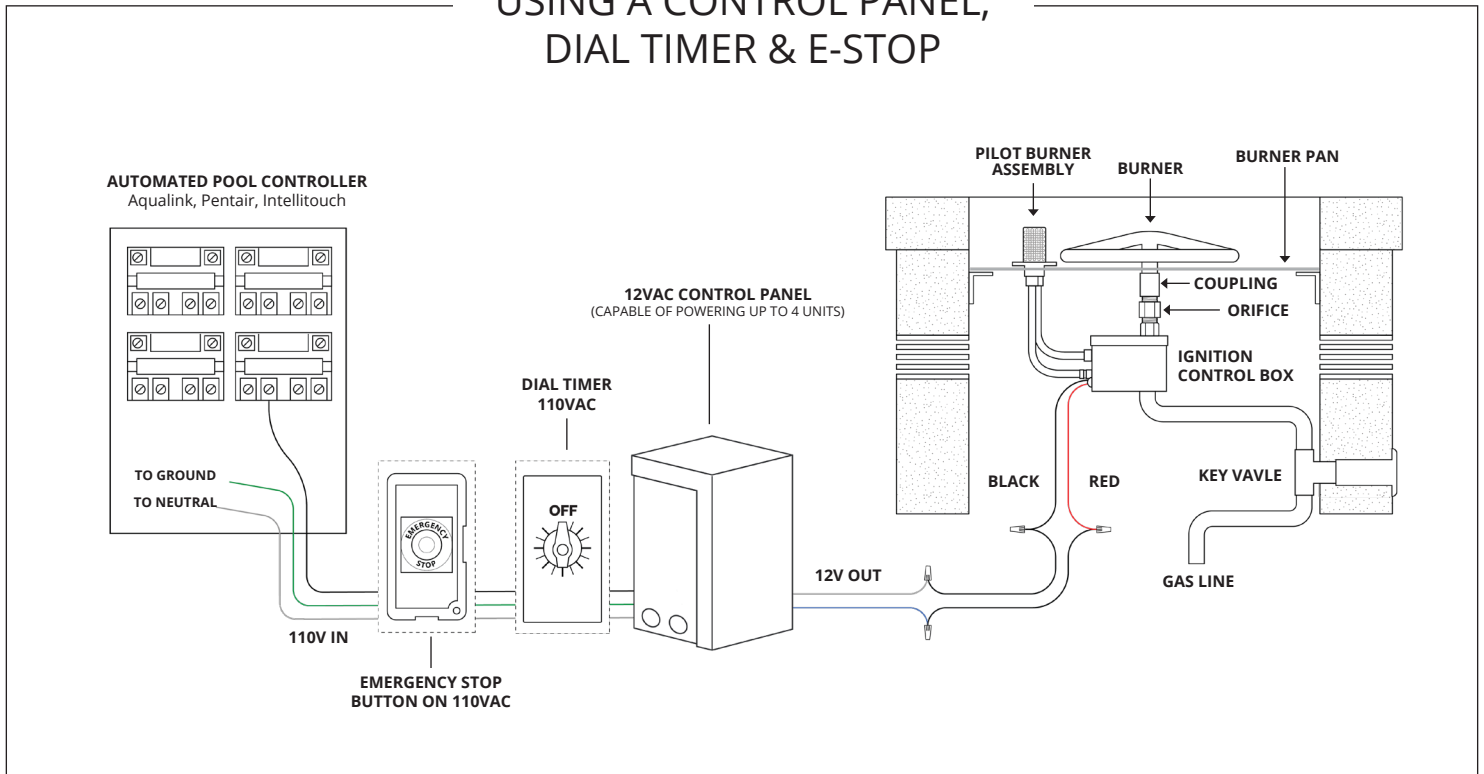 USING A CONTROL PANEL,
DIAL TIMER & E-STOP
AUTOMATED POOL CONTROLLER
Aqualink, Pentair, Intellitouch
TO GROUND
TO NEUTRAL
110V IN
EMERGENCY
STOP
EMERGENCY STOP
BUTTON ON 110VAC
DIAL TIMER
110VAC
OFF
12VAC CONTROL PANEL
(CAPABLE OF POWERING UP TO 4 UNITS)
12V OUT
PILOT BURNER
ASSEMBLY
BURNER
BURNER PAN
COUPLING
ORIFICE
IGNITION
CONTROL BOX
BLACK
RED
KEY VAVLE
GAS LINE